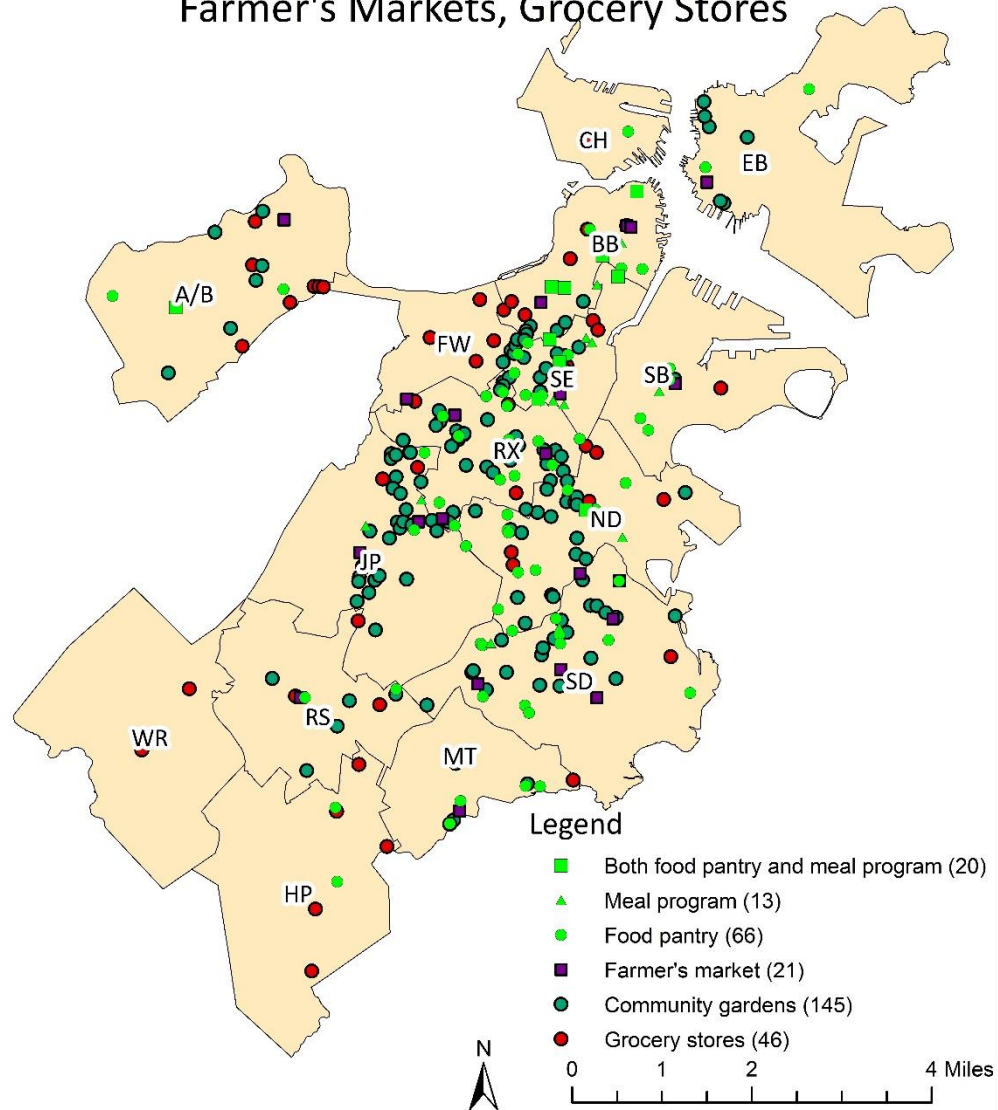 Farmer's Markets, Grocery Stores
CH
EB
BB
A/B
FW
SE
SB
RX
ND
JP
SD
RS
WR
MT
HP
Legend
Both food pantry and meal program (20)
Meal program (13)
Food pantry (66)
Farmer's market (21)
Community gardens (145)
Grocery stores (46)
N
0 1 2 4 Miles